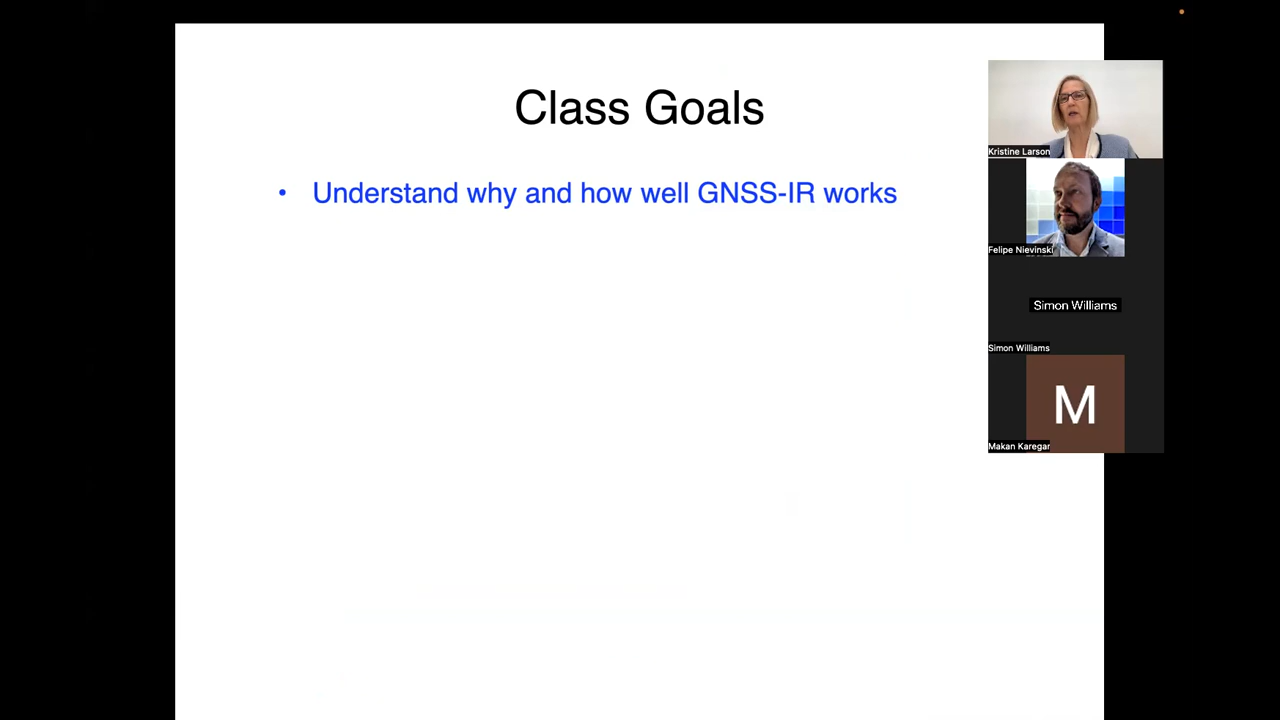 Class Goals
• Understand why and how well GNSS-IR works
Kristine Larson
Felipe Nievinski
Simon Williams
Simon Williams
M
Makan Karegar